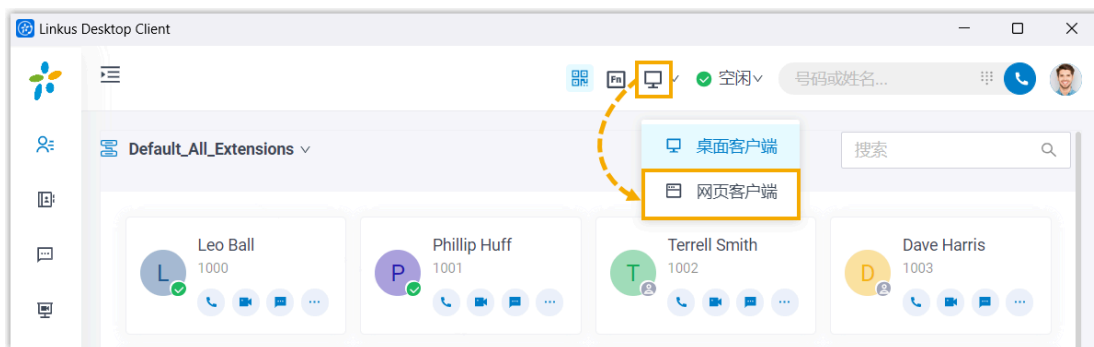 Linkus Desktop Client
Fn
空闲
号码或姓名...
Default_All_Extensions
桌面客户端
搜索
网页客户端
Leo Ball
1000
L
Phillip Huff
1001
P
Terrell Smith
1002
T
Dave Harris
1003
D